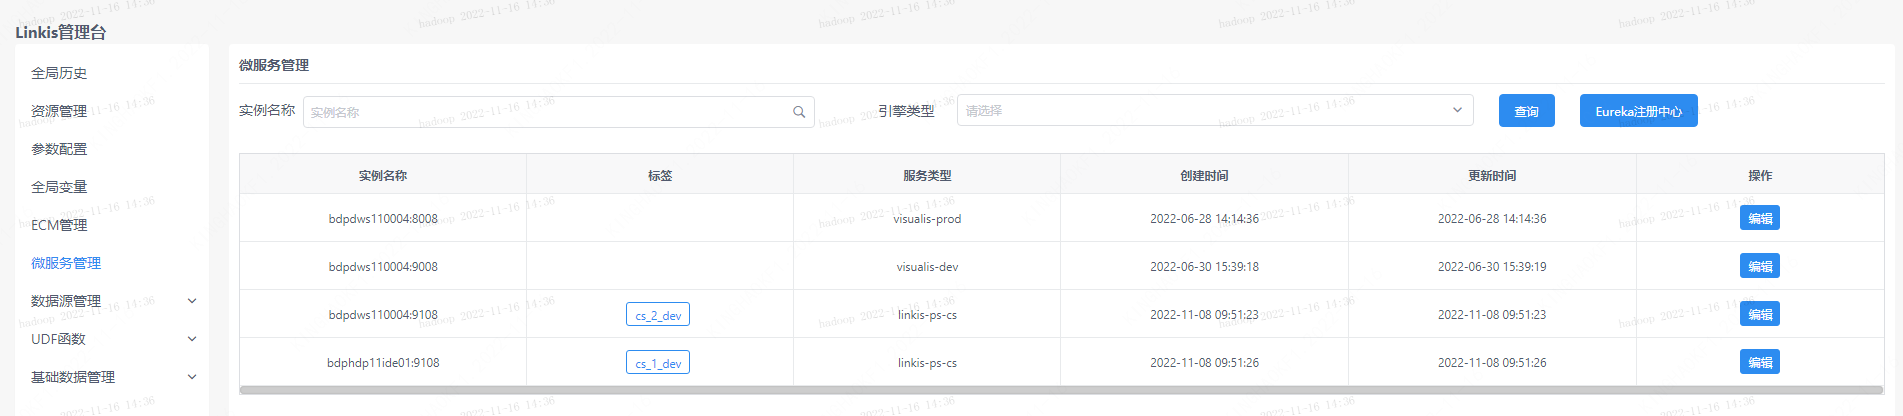 Linkis管理台
全局历史
资源管理
参数配置
全局变量
ECM管理
微服务管理
数据源管理
UDF函数
基础数据管理
微服务管理
实例名称 实例名称 引擎类型 请选择 查询 Eureka注册中心
实例名称 标签 服务类型 创建时间 更新时间 操作
bdpdws110004:8008 visualis-prod 2022-06-28 14:14:36 2022-06-28 14:14:36 编辑
bdpdws110004:9008 visualis-dev 2022-06-30 15:39:18 2022-06-30 15:39:19 编辑
bdpdws110004:9108 cs_2_dev linkis-ps-cs 2022-11-08 09:51:23 2022-11-08 09:51:23 编辑
bdphdp11ide01:9108 cs_1_dev linkis-ps-cs 2022-11-08 09:51:26 2022-11-08 09:51:26 编辑
hadoop 2022-11-16 14:36